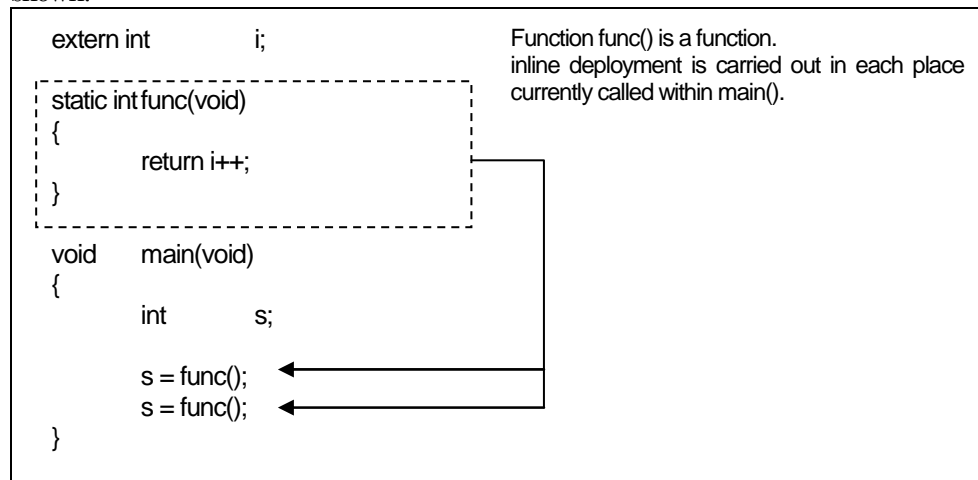 extern int i;
static int func(void)
{
return i++;
}
void main(void)
{
int s;
s = func();
s = func();
}
Function func() is a function.
inline deployment is carried out in each place
currently called within main().